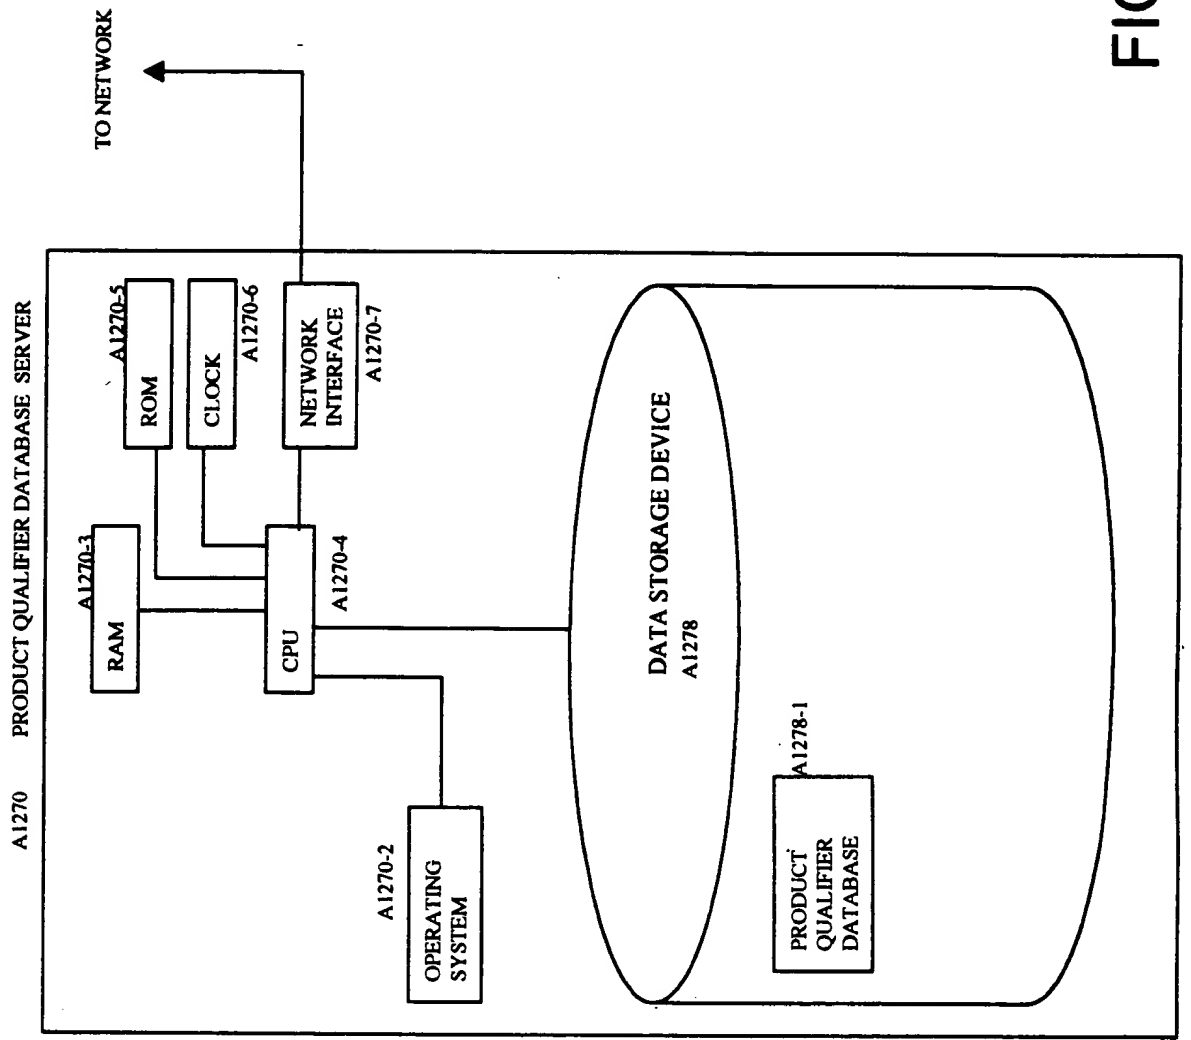 A1270 PRODUCT QUALIFIER DATABASE SERVER
TO NETWORK
A1270-3
RAM
A1270-5
ROM
CLOCK
A1270-6
CPU
A1270-4
NETWORK
INTERFACE
A1270-7
A1270-2
OPERATING
SYSTEM
DATA STORAGE DEVICE
A1278
A1278-1
PRODUCT
QUALIFIER
DATABASE